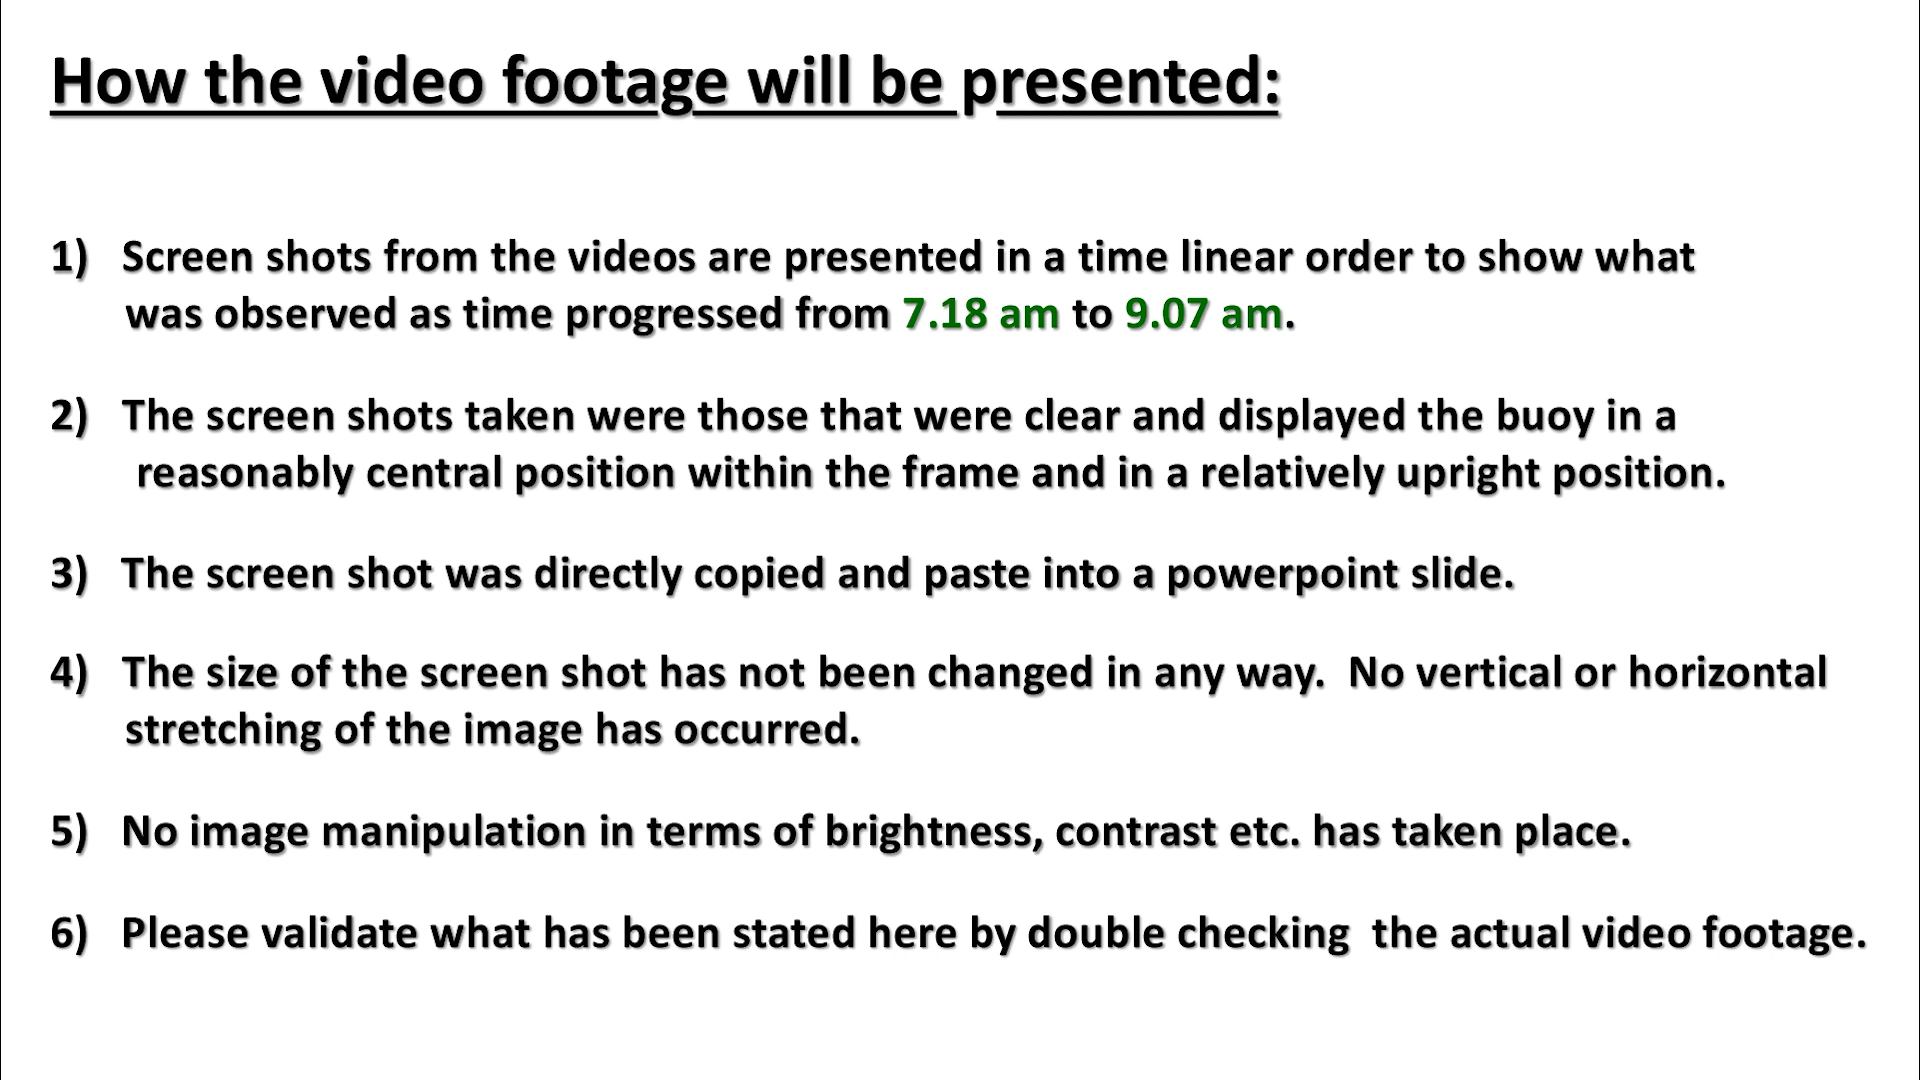 How the video footage will be presented:
1) Screen shots from the videos are presented in a time linear order to show what
was observed as time progressed from 7.18 am to 9.07 am.
2) The screen shots taken were those that were clear and displayed the buoy in a
reasonably central position within the frame and in a relatively upright position.
3) The screen shot was directly copied and paste into a powerpoint slide.
4) The size of the screen shot has not been changed in any way.  No vertical or horizontal
stretching of the image has occurred.
5) No image manipulation in terms of brightness, contrast etc. has taken place.
6) Please validate what has been stated here by double checking  the actual video footage.